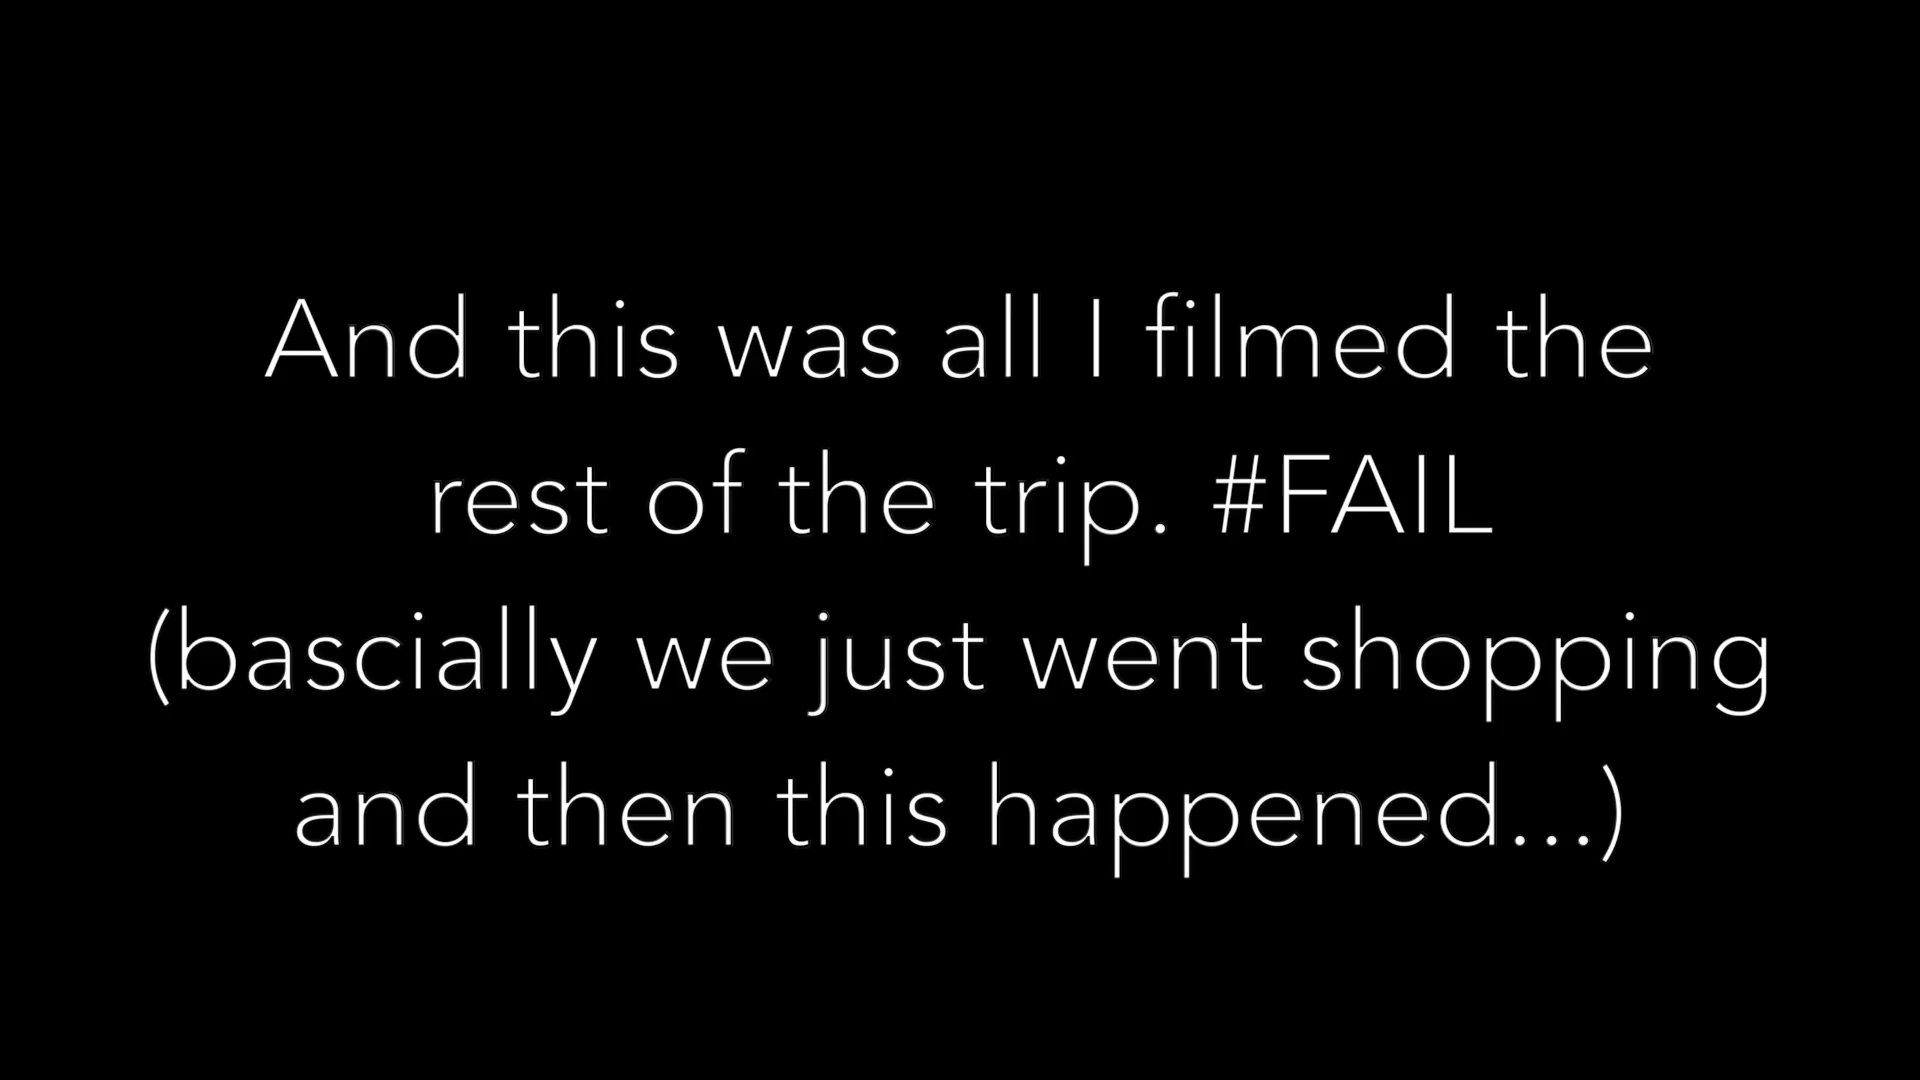 And this was all I filmed the
rest of the trip. #FAIL
(bascially we just went shopping
and then this happened...)